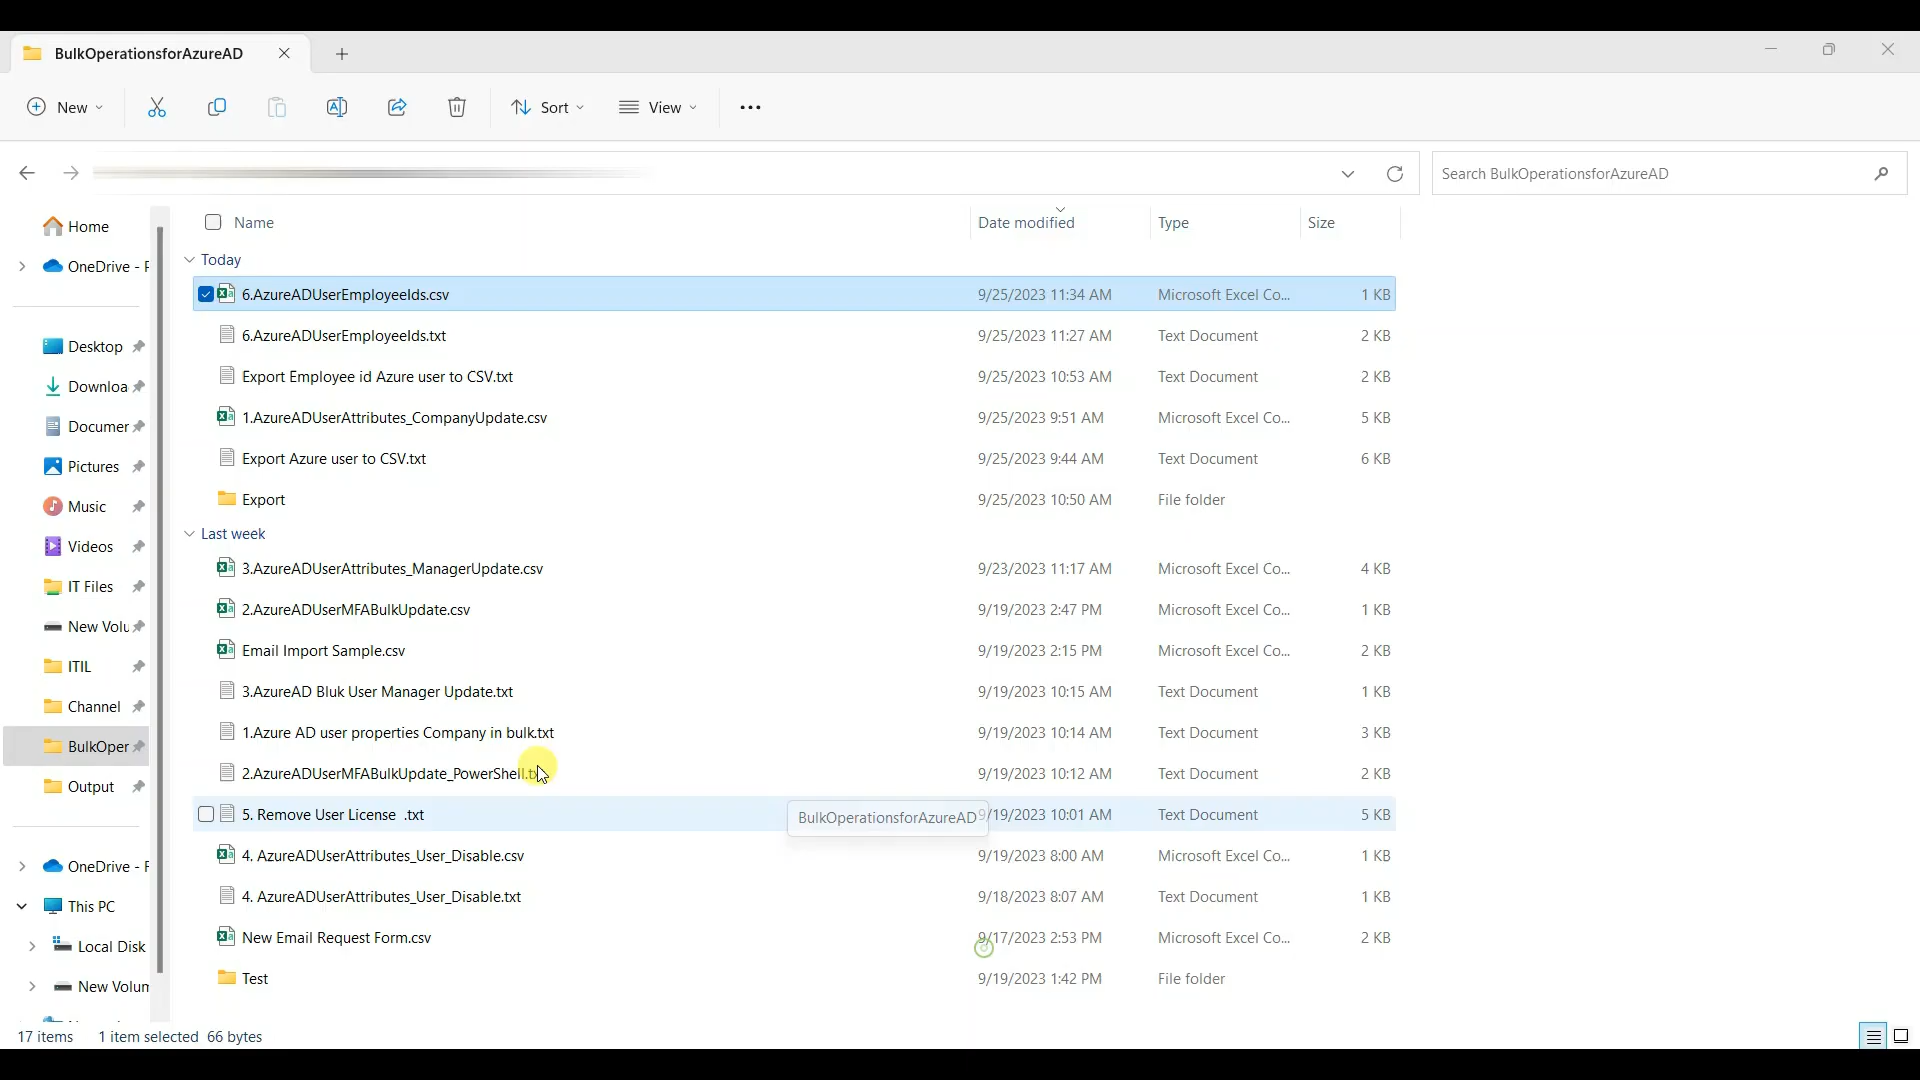 BulkOperationsforAzureAD
New
Sort
View
Search BulkOperationsforAzureAD
Home
OneDrive - F
Desktop
Downloa
Documer
Pictures
Music
Videos
IT Files
New Volu
ITIL
Channel
BulkOper
Output
OneDrive - F
This PC
Local Disk
New Volum
Name Date modified Type Size
Today
6.AzureADUserEmployeeIds.csv 9/25/2023 11:34 AM Microsoft Excel Co... 1 KB
6.AzureADUserEmployeeIds.txt 9/25/2023 11:27 AM Text Document 2 KB
Export Employee id Azure user to CSV.txt 9/25/2023 10:53 AM Text Document 2 KB
1.AzureADUserAttributes_CompanyUpdate.csv 9/25/2023 9:51 AM Microsoft Excel Co... 5 KB
Export Azure user to CSV.txt 9/25/2023 9:44 AM Text Document 6 KB
Export 9/25/2023 10:50 AM File folder
Last week
3.AzureADUserAttributes_ManagerUpdate.csv 9/23/2023 11:17 AM Microsoft Excel Co... 4 KB
2.AzureADUserMFABulkUpdate.csv 9/19/2023 2:47 PM Microsoft Excel Co... 1 KB
Email Import Sample.csv 9/19/2023 2:15 PM Microsoft Excel Co... 2 KB
3.AzureAD Bluk User Manager Update.txt 9/19/2023 10:15 AM Text Document 1 KB
1.Azure AD user properties Company in bulk.txt 9/19/2023 10:14 AM Text Document 3 KB
2.AzureADUserMFABulkUpdate_PowerShell.txt 9/19/2023 10:12 AM Text Document 2 KB
5. Remove User License .txt BulkOperationsforAzureAD 9/19/2023 10:01 AM Text Document 5 KB
4. AzureADUserAttributes_User_Disable.csv 9/19/2023 8:00 AM Microsoft Excel Co... 1 KB
4. AzureADUserAttributes_User_Disable.txt 9/18/2023 8:07 AM Text Document 1 KB
New Email Request Form.csv 9/17/2023 2:53 PM Microsoft Excel Co... 2 KB
Test 9/19/2023 1:42 PM File folder
17 items 1 item selected 66 bytes